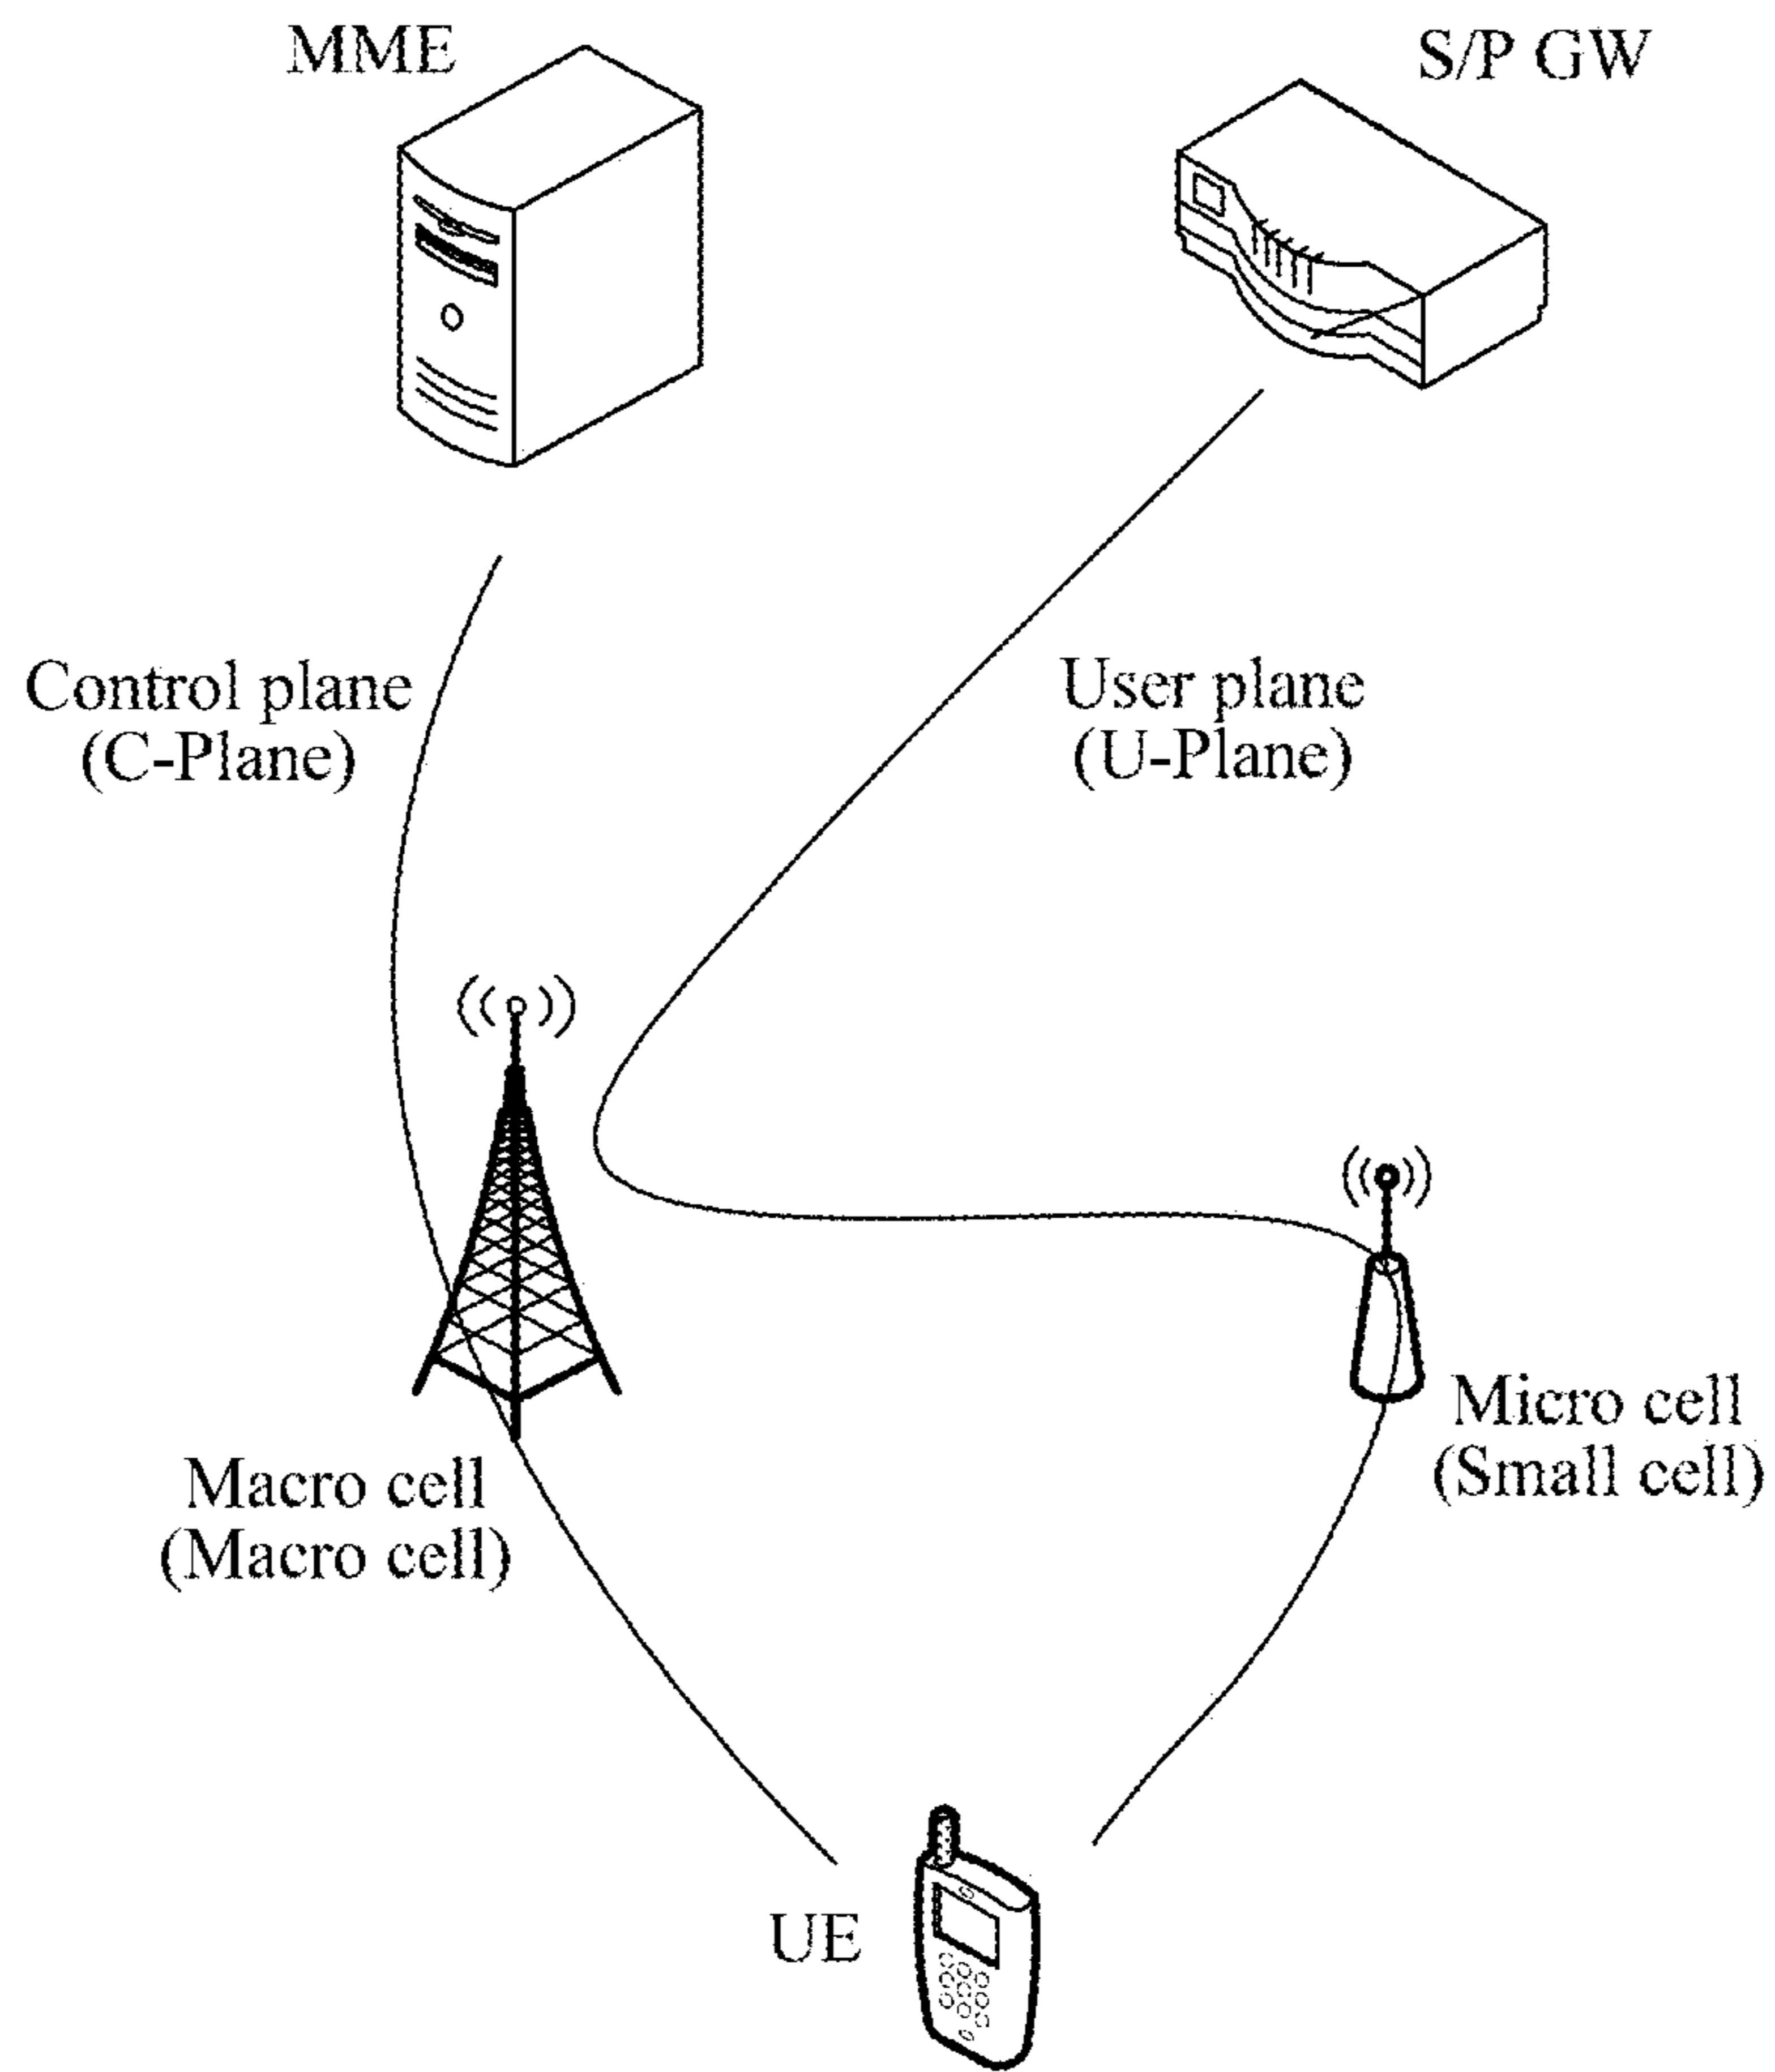 MME
S/P GW
Control plane
(C-Plane)
User plane
(U-Plane)
Micro cell
(Small cell)
Macro cell
(Macro cell)
UE